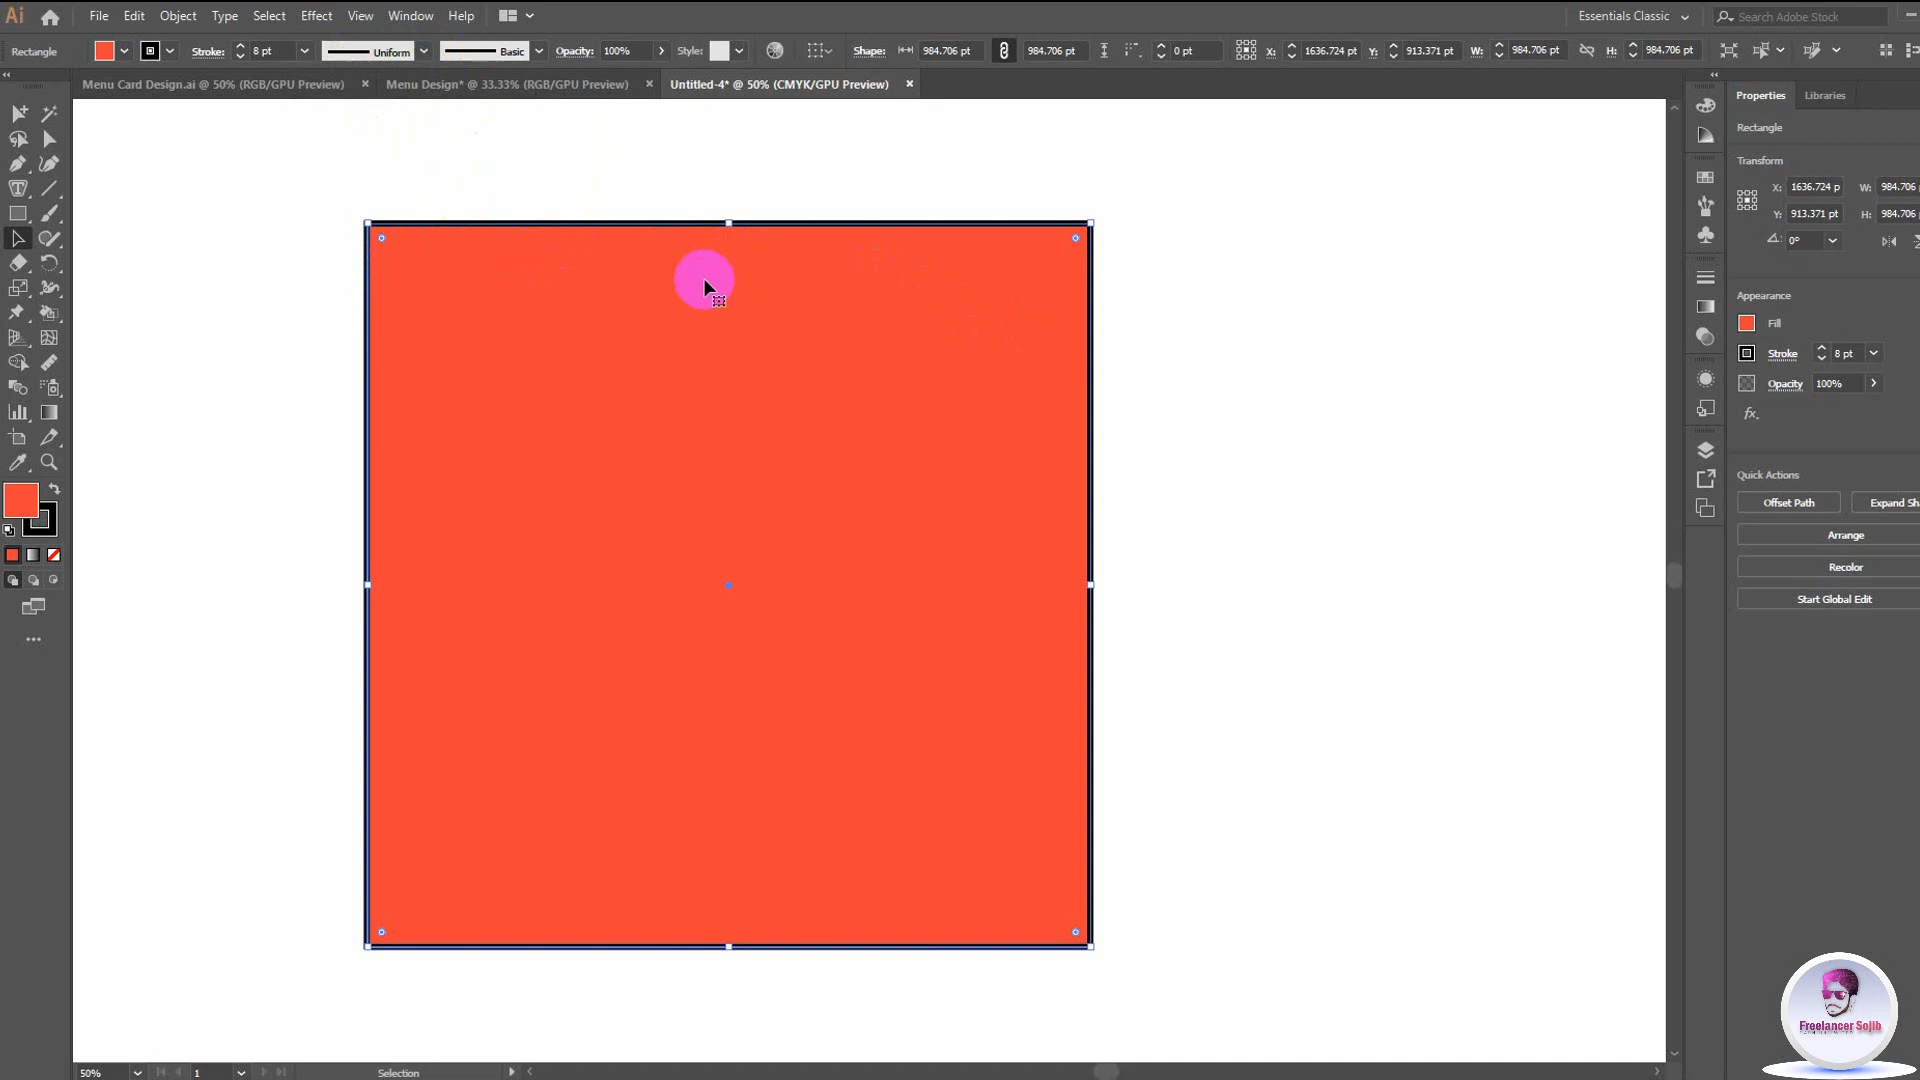 Ai File Edit Object Type Select Effect View Window Help Essentials Classic Search Adobe Stock
Rectangle Stroke: 8 pt Uniform Basic Opacity: 100% Style: Shape: 984.706 pt 984.706 pt 0 pt X: 1636.724 pt Y: 913.371 pt W: 984.706 pt H: 984.706 pt
Menu Card Design.ai @ 50% (RGB/GPU Preview) Menu Design* @ 33.33% (RGB/GPU Preview) Untitled-4* @ 50% (CMYK/GPU Preview)
Properties Libraries
Rectangle
Transform
X: 1636.724 p W: 984.706
Y: 913.371 pt H: 984.706
0°
Appearance
Fill
Stroke 8 pt
Opacity 100%
fx.
Quick Actions
Offset Path Expand Sh
Arrange
Recolor
Start Global Edit
Freelancer Sojib
50% 1 Selection